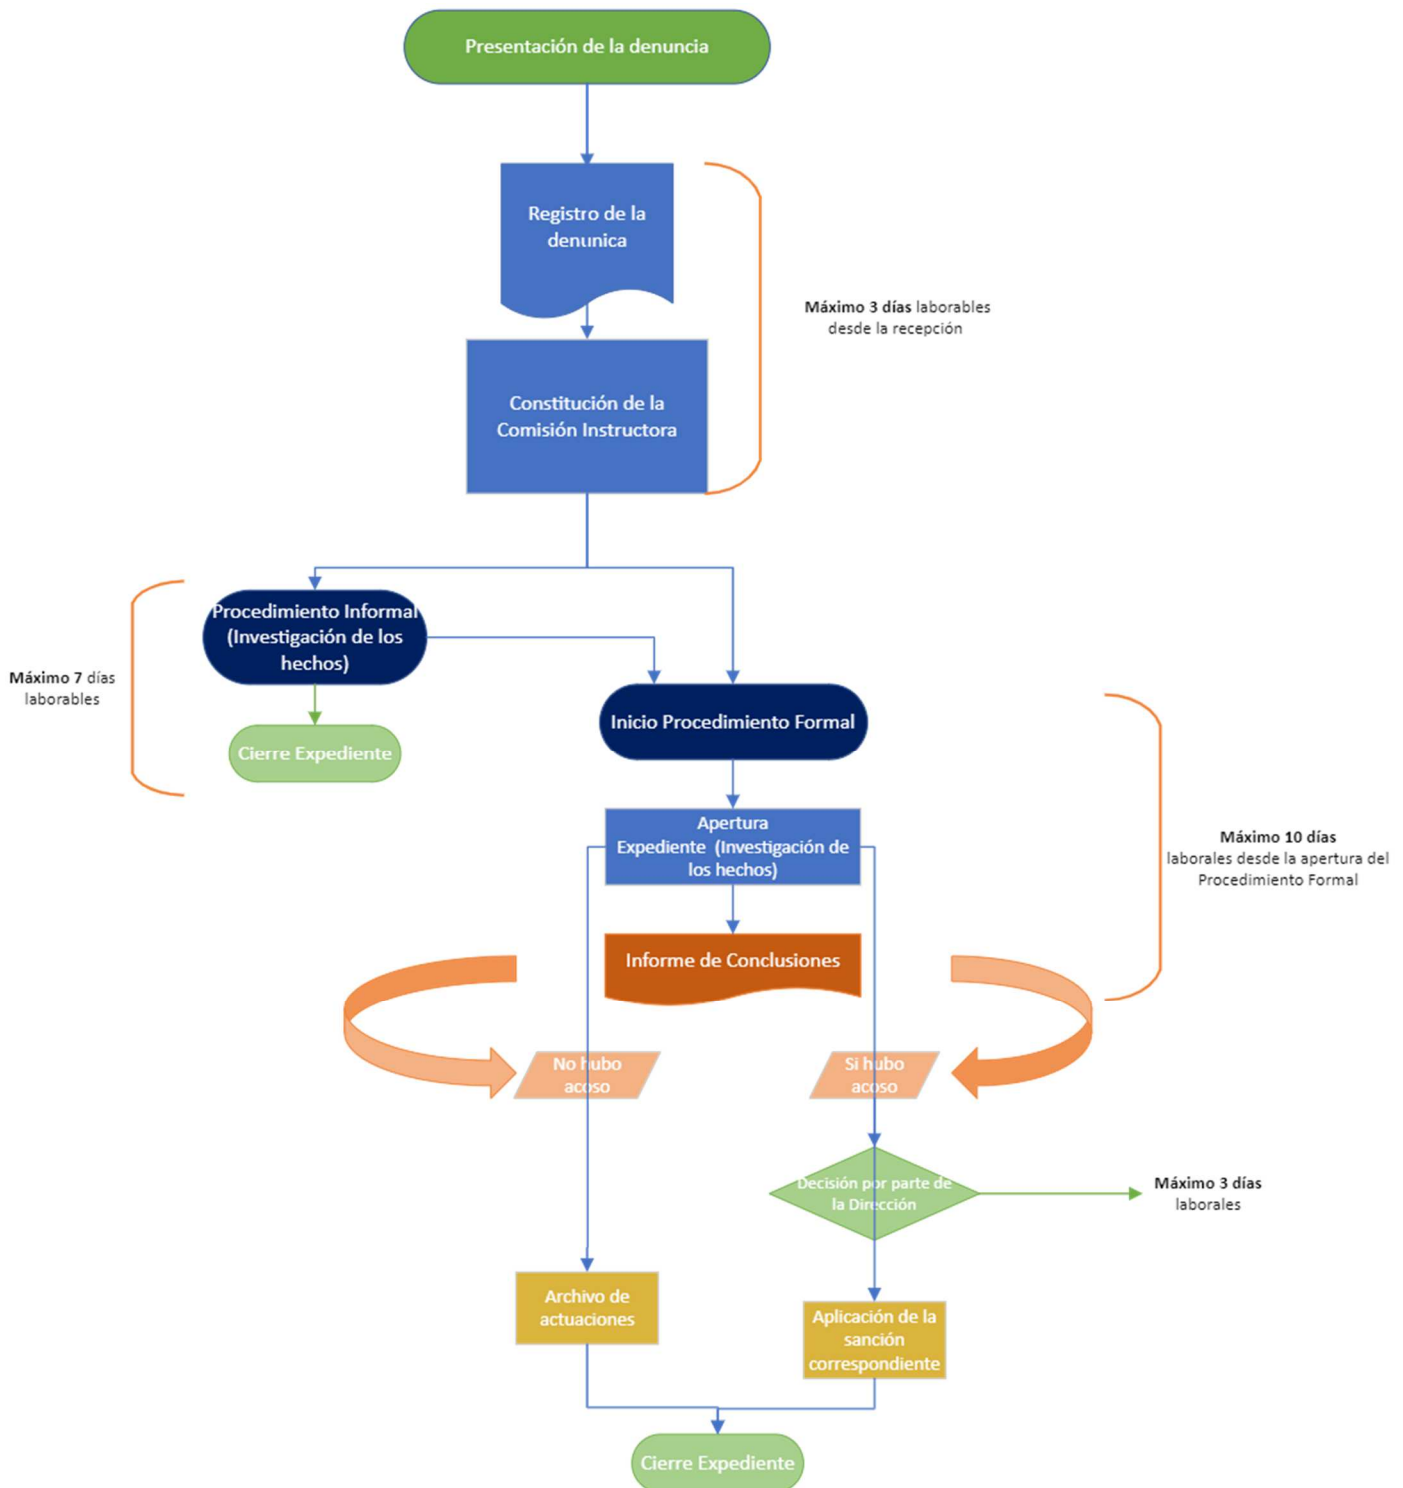 Presentación de la denuncia
Registro de la
denunica
Máximo 3 días laborables
desde la recepción
Constitución de la
Comisión Instructora
Procedimiento Informal
(Investigación de los
hechos)
Máximo 7 días
laborables
Cierre Expediente
Inicio Procedimiento Formal
Apertura
Expediente (Investigación de
los hechos)
Máximo 10 días
laborales desde la apertura del
Procedimiento Formal
Informe de Conclusiones
No hubo
acoso
Si hubo
acoso
Decisión por parte de
la Dirección
Máximo 3 días
laborales
Archivo de
actuaciones
Aplicación de la
sanción
correspondiente
Cierre Expediente